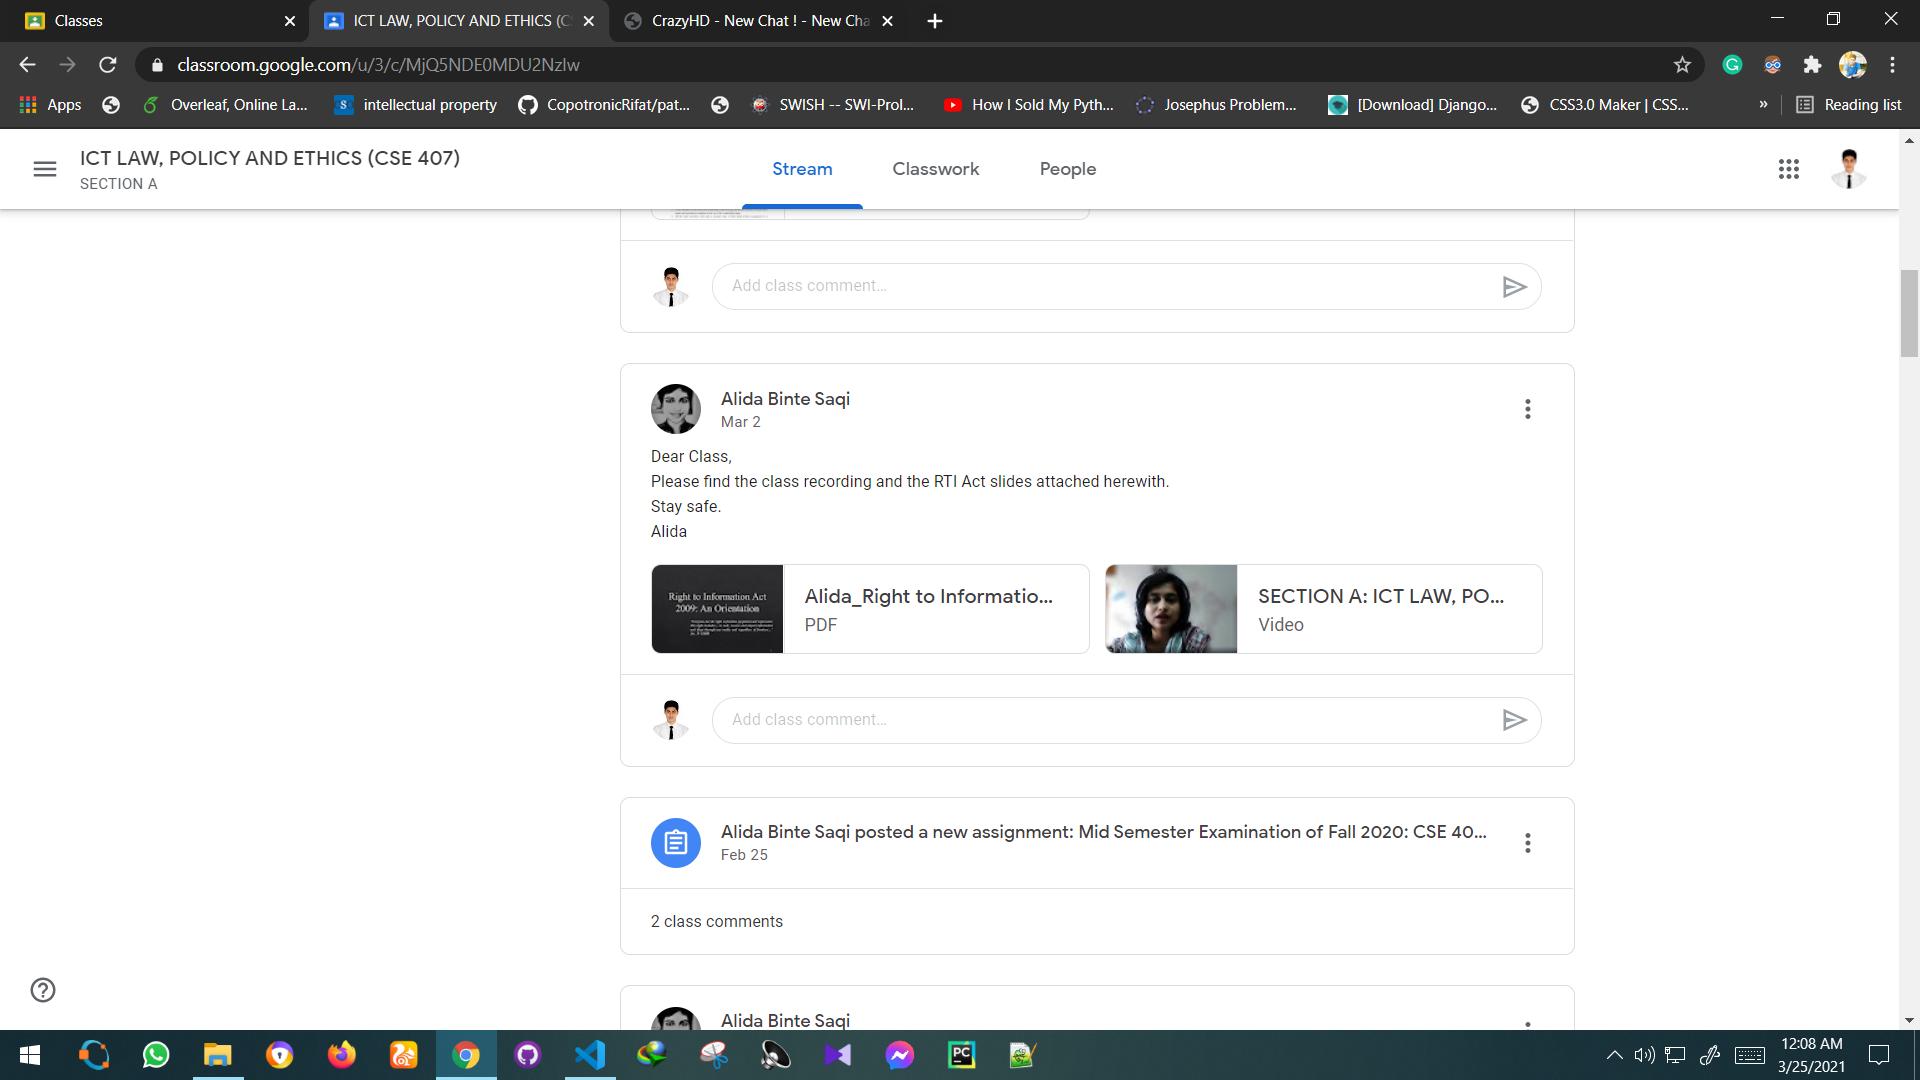 Classes
ICT LAW, POLICY AND ETHICS (C
CrazyHD - New Chat ! - New Cha
classroom.google.com/u/3/c/MjQ5NDE0MDU2NzIw
Apps
Overleaf, Online La...
S intellectual property
CopotronicRifat/pat...
SWISH -- SWI-Prol...
How I Sold My Pyth...
Josephus Problem...
[Download] Django...
CSS3.0 Maker | CSS...
»
Reading list
ICT LAW, POLICY AND ETHICS (CSE 407)
SECTION A
Stream
Classwork
People
Add class comment...
Alida Binte Saqi
Mar 2
Dear Class,
Please find the class recording and the RTI Act slides attached herewith.
Stay safe.
Alida
Right to Information Act
2009: An Orientation
Alida_Right to Informatio...
PDF
SECTION A: ICT LAW, PO...
Video
Add class comment...
Alida Binte Saqi posted a new assignment: Mid Semester Examination of Fall 2020: CSE 40...
Feb 25
2 class comments
Alida Binte Saqi
PC
12:08 AM
3/25/2021